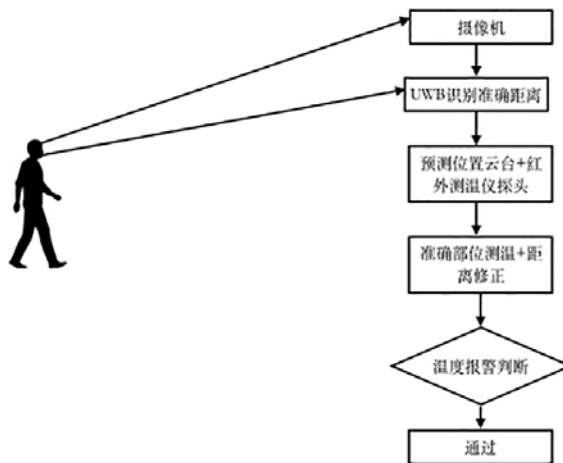 摄像机
UWB识别准确距离
预测位置云台+红
外测温仪探头
准确部位测温+距
离修正
温度报警判断
通过